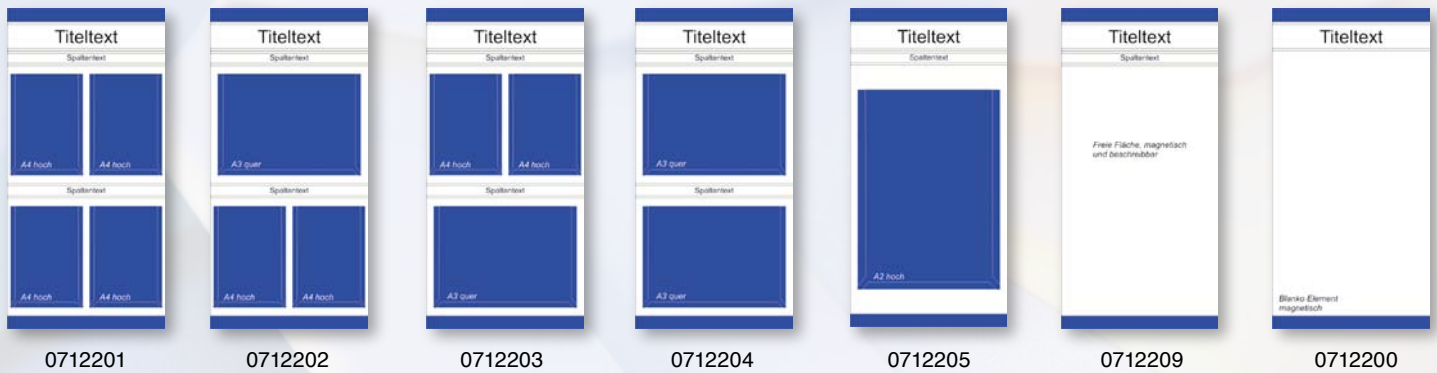 Titeltext
Spaltentext
A4 hoch
A4 hoch
Spaltentext
A4 hoch
A4 hoch
0712201
Titeltext
Spaltentext
A3 quer
Spaltentext
A4 hoch
A4 hoch
0712202
Titeltext
Spaltentext
A4 hoch
A4 hoch
Spaltentext
A3 quer
0712203
Titeltext
Spaltentext
A3 quer
Spaltentext
A3 quer
0712204
Titeltext
Spaltentext
A2 hoch
0712205
Titeltext
Spaltentext
Freie Fläche, magnetisch
und beschreibbar
0712209
Titeltext
Blanko-Element
magnetisch
0712200